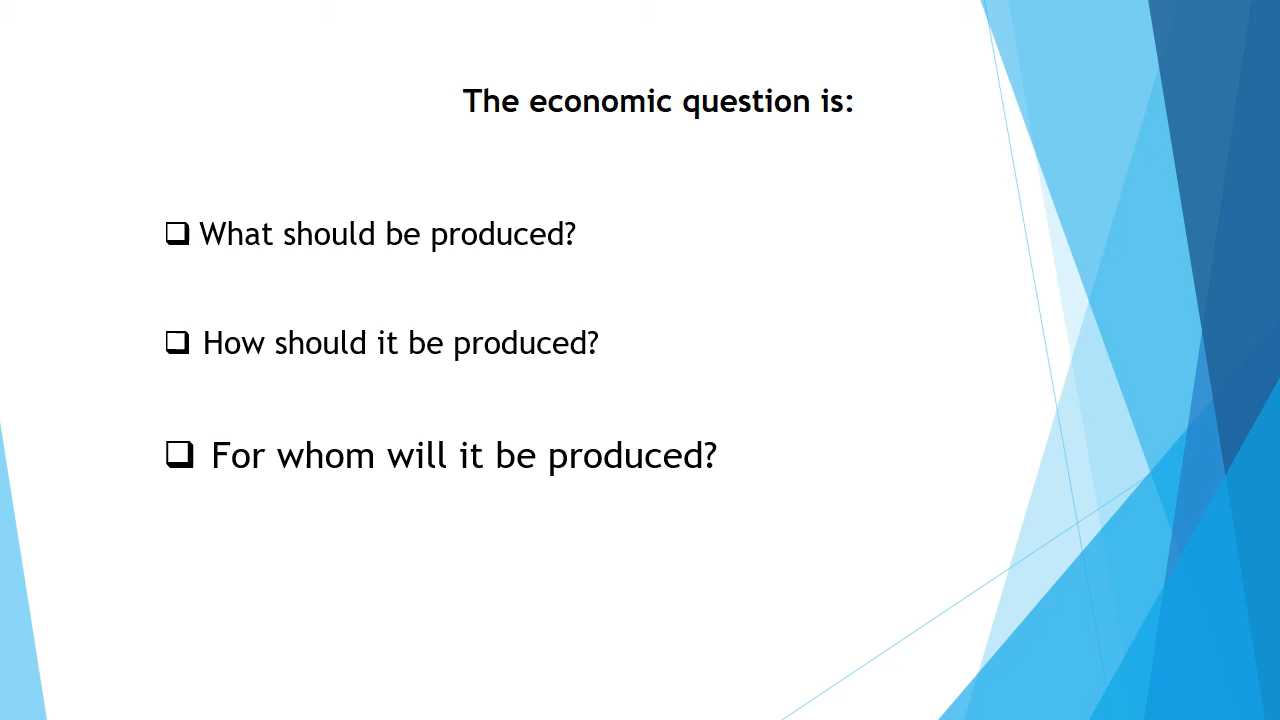 The economic question is:
❑ What should be produced?
❑ How should it be produced?
❑ For whom will it be produced?